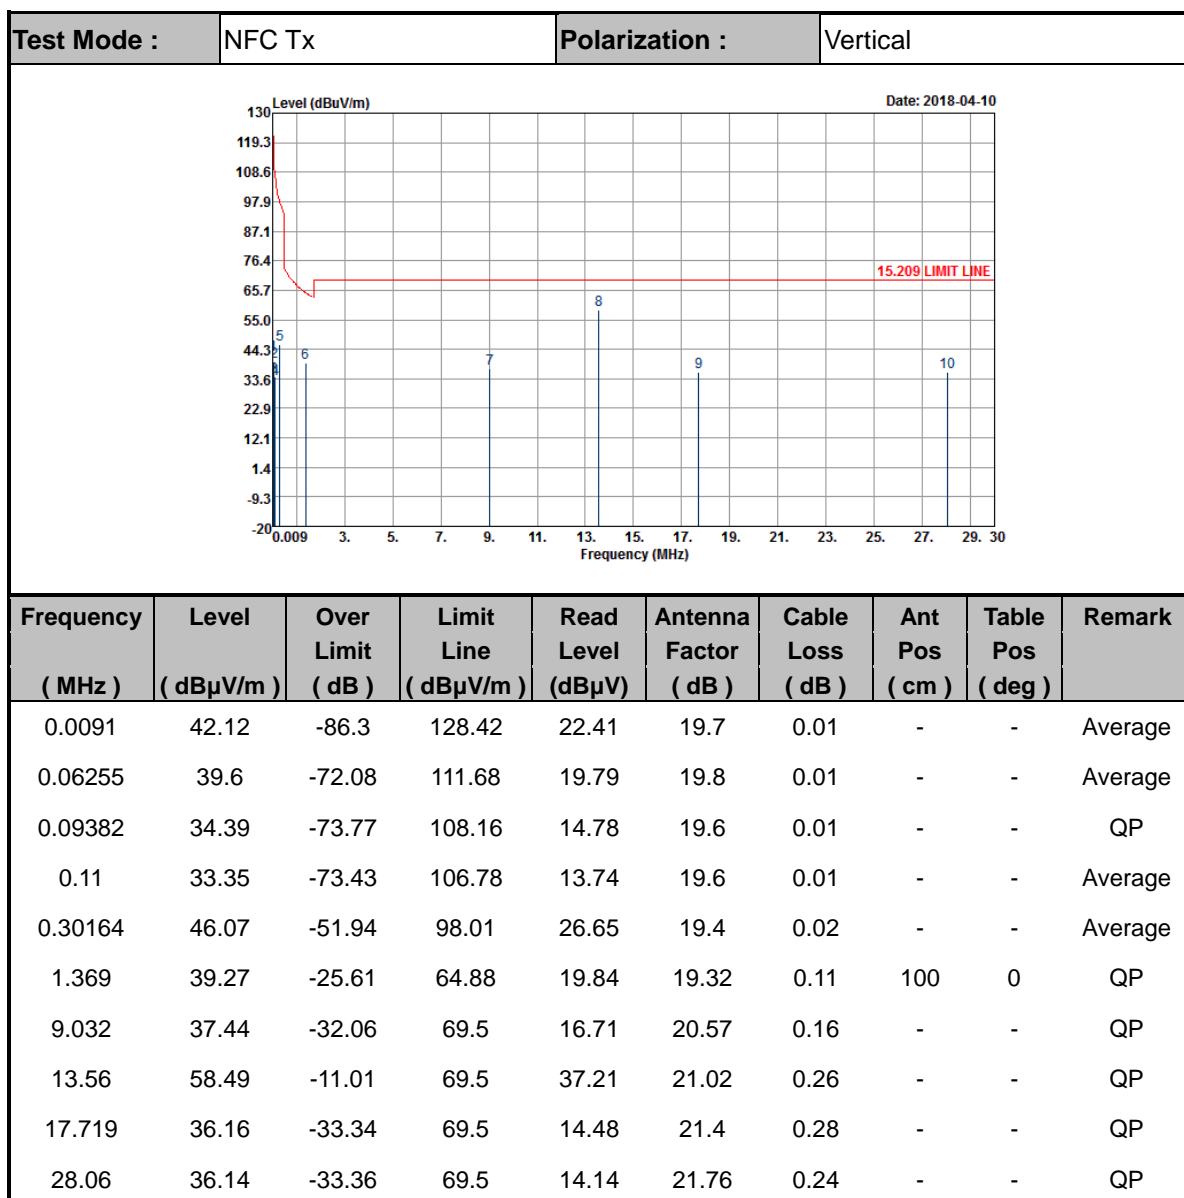 Test Mode : NFC Tx Polarization : Vertical
Level (dBuV/m) Date: 2018-04-10
130
119.3
108.6
97.9
87.1
76.4
15.209 LIMIT LINE
65.7
8
55.0
5
44.3
2
6
7
9
10
33.6
22.9
12.1
1.4
-9.3
-20
0.009 3. 5. 7. 9. 11. 13. 15. 17. 19. 21. 23. 25. 27. 29. 30
Frequency (MHz)
Frequency Level Over Limit Read Antenna Cable Ant Table Remark
Limit Line Level Factor Loss Pos Pos
( MHz ) ( dBµV/m ) ( dB ) ( dBµV/m ) (dBµV) ( dB ) ( dB ) ( cm ) ( deg )
0.0091 42.12 -86.3 128.42 22.41 19.7 0.01 - - Average
0.06255 39.6 -72.08 111.68 19.79 19.8 0.01 - - Average
0.09382 34.39 -73.77 108.16 14.78 19.6 0.01 - - QP
0.11 33.35 -73.43 106.78 13.74 19.6 0.01 - - Average
0.30164 46.07 -51.94 98.01 26.65 19.4 0.02 - - Average
1.369 39.27 -25.61 64.88 19.84 19.32 0.11 100 0 QP
9.032 37.44 -32.06 69.5 16.71 20.57 0.16 - - QP
13.56 58.49 -11.01 69.5 37.21 21.02 0.26 - - QP
17.719 36.16 -33.34 69.5 14.48 21.4 0.28 - - QP
28.06 36.14 -33.36 69.5 14.14 21.76 0.24 - - QP